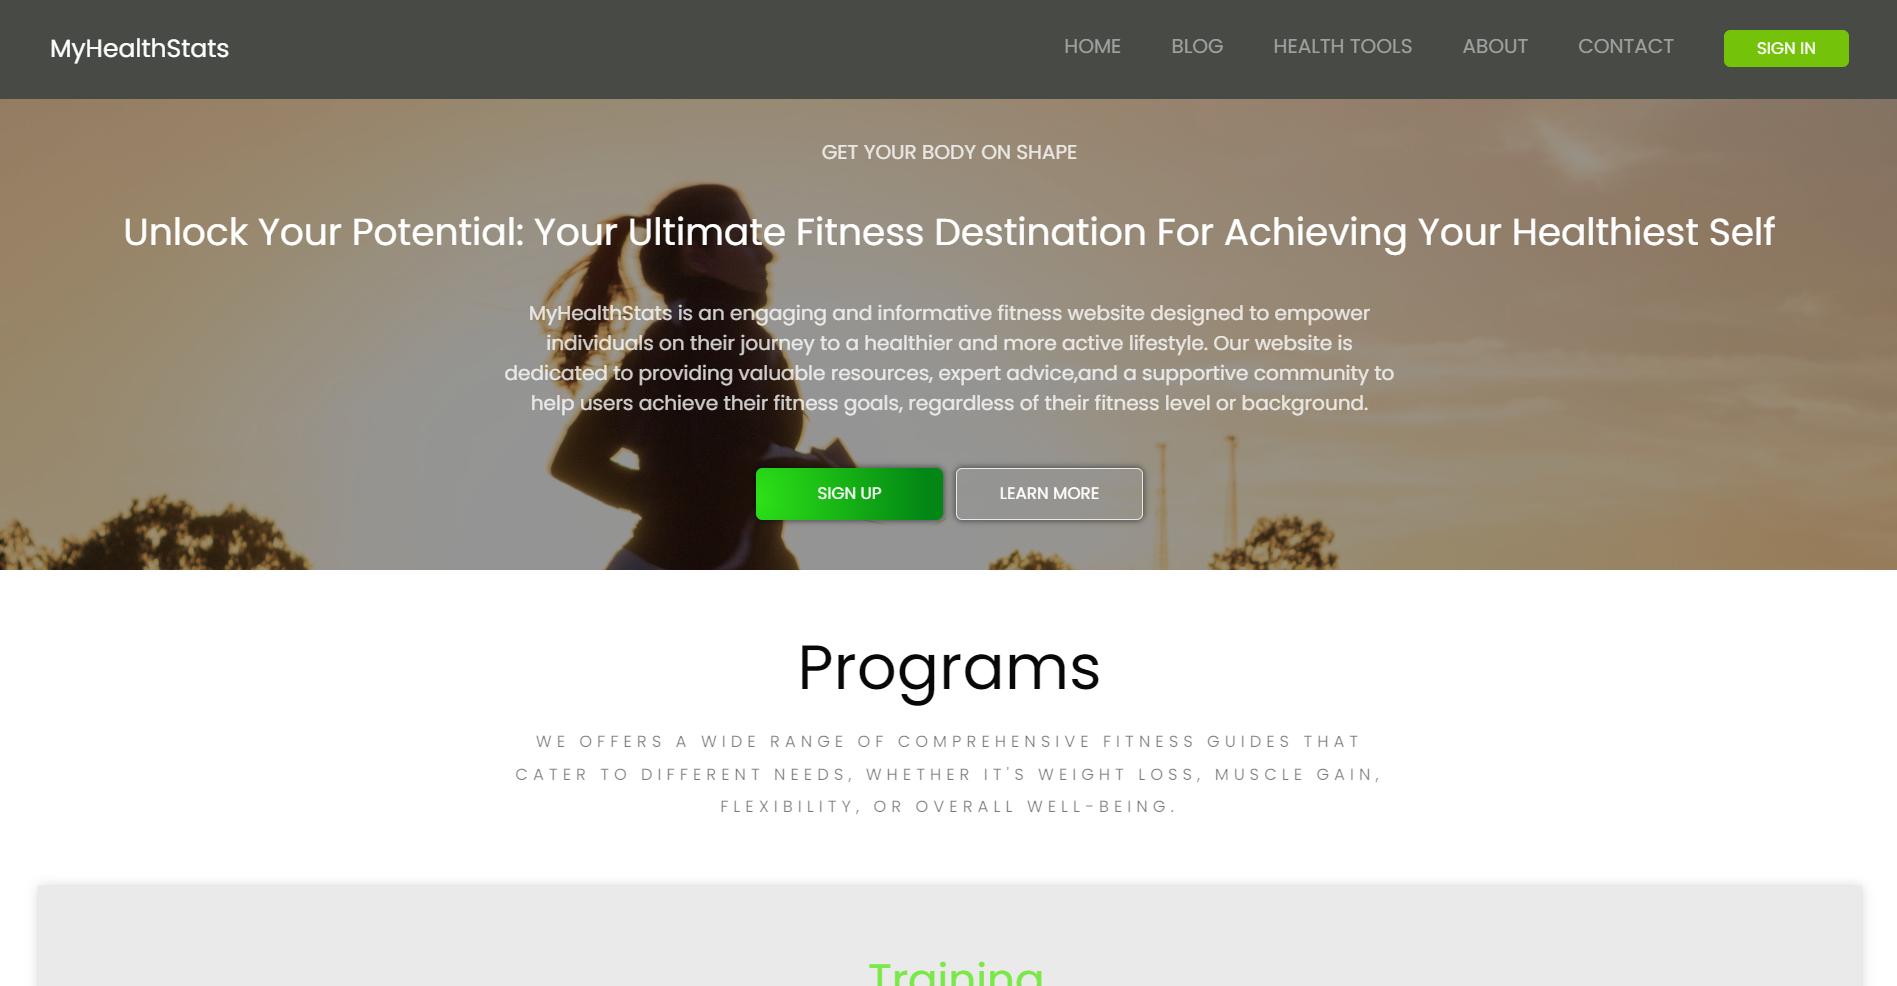 MyHealthStats
HOME
BLOG
HEALTH TOOLS
ABOUT
CONTACT
SIGN IN
GET YOUR BODY ON SHAPE
Unlock Your Potential: Your Ultimate Fitness Destination For Achieving Your Healthiest Self
MyHealthStats is an engaging and informative fitness website designed to empower
individuals on their journey to a healthier and more active lifestyle. Our website is
dedicated to providing valuable resources, expert advice,and a supportive community to
help users achieve their fitness goals, regardless of their fitness level or background.
SIGN UP
LEARN MORE
Programs
WE OFFERS A WIDE RANGE OF COMPREHENSIVE FITNESS GUIDES THAT
CATER TO DIFFERENT NEEDS, WHETHER IT'S WEIGHT LOSS, MUSCLE GAIN,
FLEXIBILITY, OR OVERALL WELL-BEING.
Training